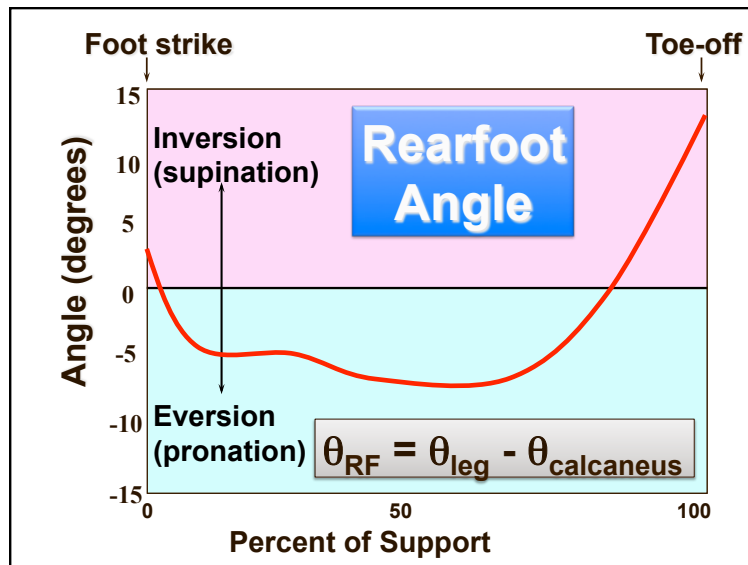 Foot strike
Toe-off
15
10
5
0
-5
-10
-15
Angle (degrees)
Inversion
(supination)
Rearfoot
Angle
Eversion
(pronation)
θRF = θleg - θcalcaneus
0
50
100
Percent of Support